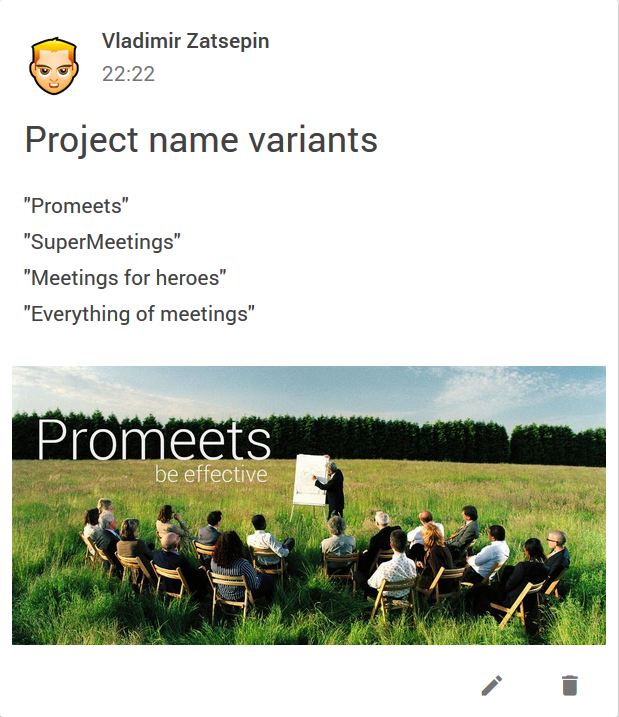 Vladimir Zatsepin
22:22
Project name variants
"Promeets"
"SuperMeetings"
"Meetings for heroes"
"Everything of meetings"
Promeets
be effective